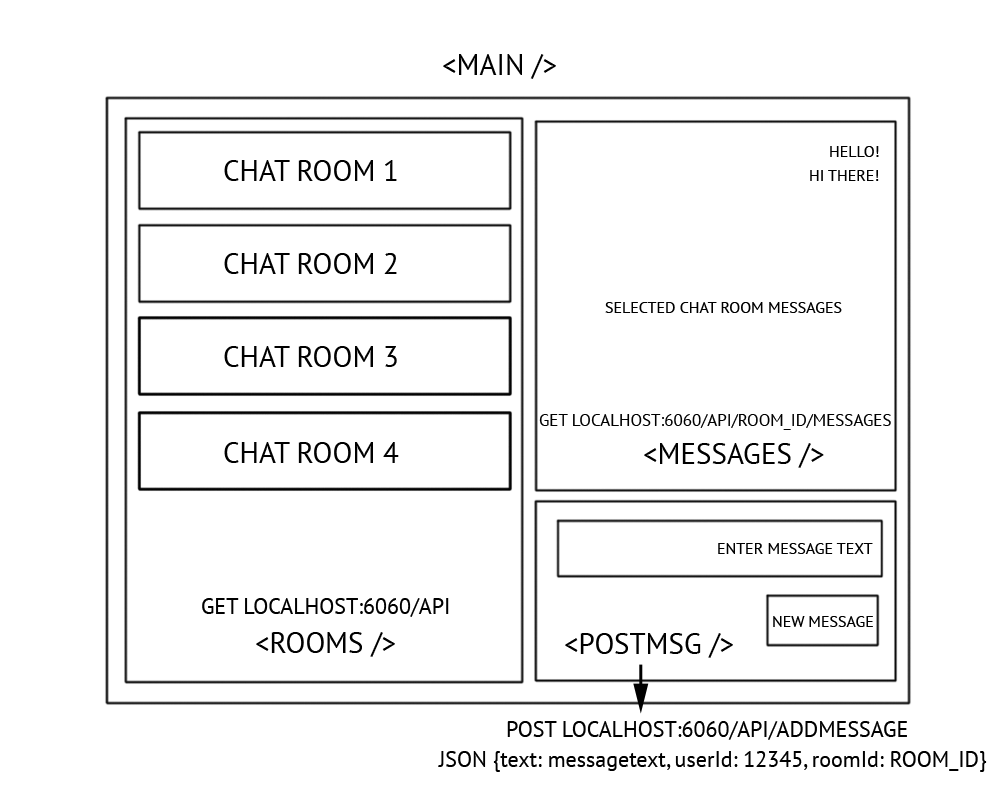 <MAIN />
CHAT ROOM 1
CHAT ROOM 2
CHAT ROOM 3
CHAT ROOM 4
GET LOCALHOST:6060/API
<ROOMS />
HELLO!
HI THERE!
SELECTED CHAT ROOM MESSAGES
GET LOCALHOST:6060/API/ROOM_ID/MESSAGES
<MESSAGES />
ENTER MESSAGE TEXT
NEW MESSAGE
<POSTMSG />
POST LOCALHOST:6060/API/ADDMESSAGE
JSON {text: messagetext, userId: 12345, roomId: ROOM_ID}